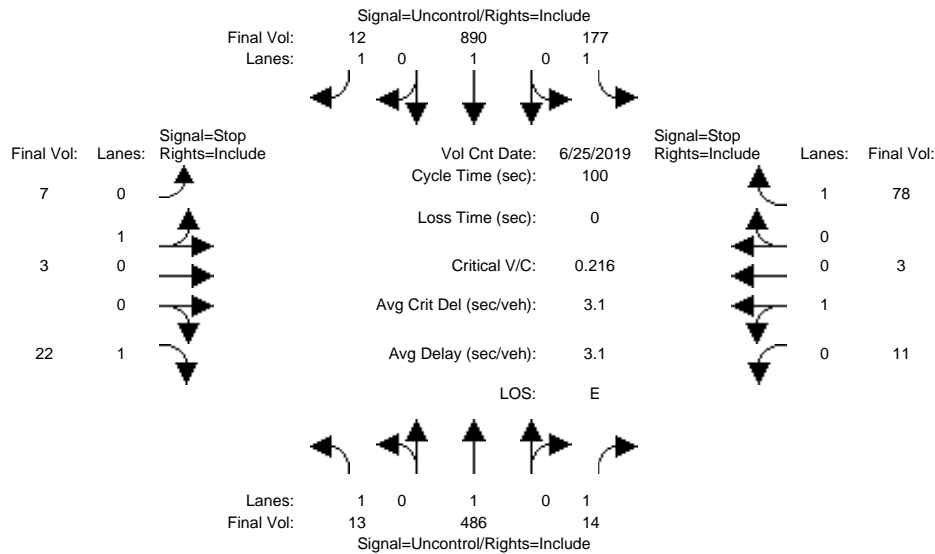 Signal=Uncontrol/Rights=Include
Final Vol: 12 890 177
Lanes: 1 0 1 0 1
Signal=Stop Signal=Stop
Final Vol: Lanes: Rights=Include Vol Cnt Date: 6/25/2019 Rights=Include Lanes: Final Vol:
Cycle Time (sec): 100
7 0 1 78
Loss Time (sec): 0
1 0
3 0 Critical V/C: 0.216 0 3
0 Avg Crit Del (sec/veh): 3.1 1
22 1 Avg Delay (sec/veh): 3.1 0 11
LOS: E
Lanes: 1 0 1 0 1
Final Vol: 13 486 14
Signal=Uncontrol/Rights=Include